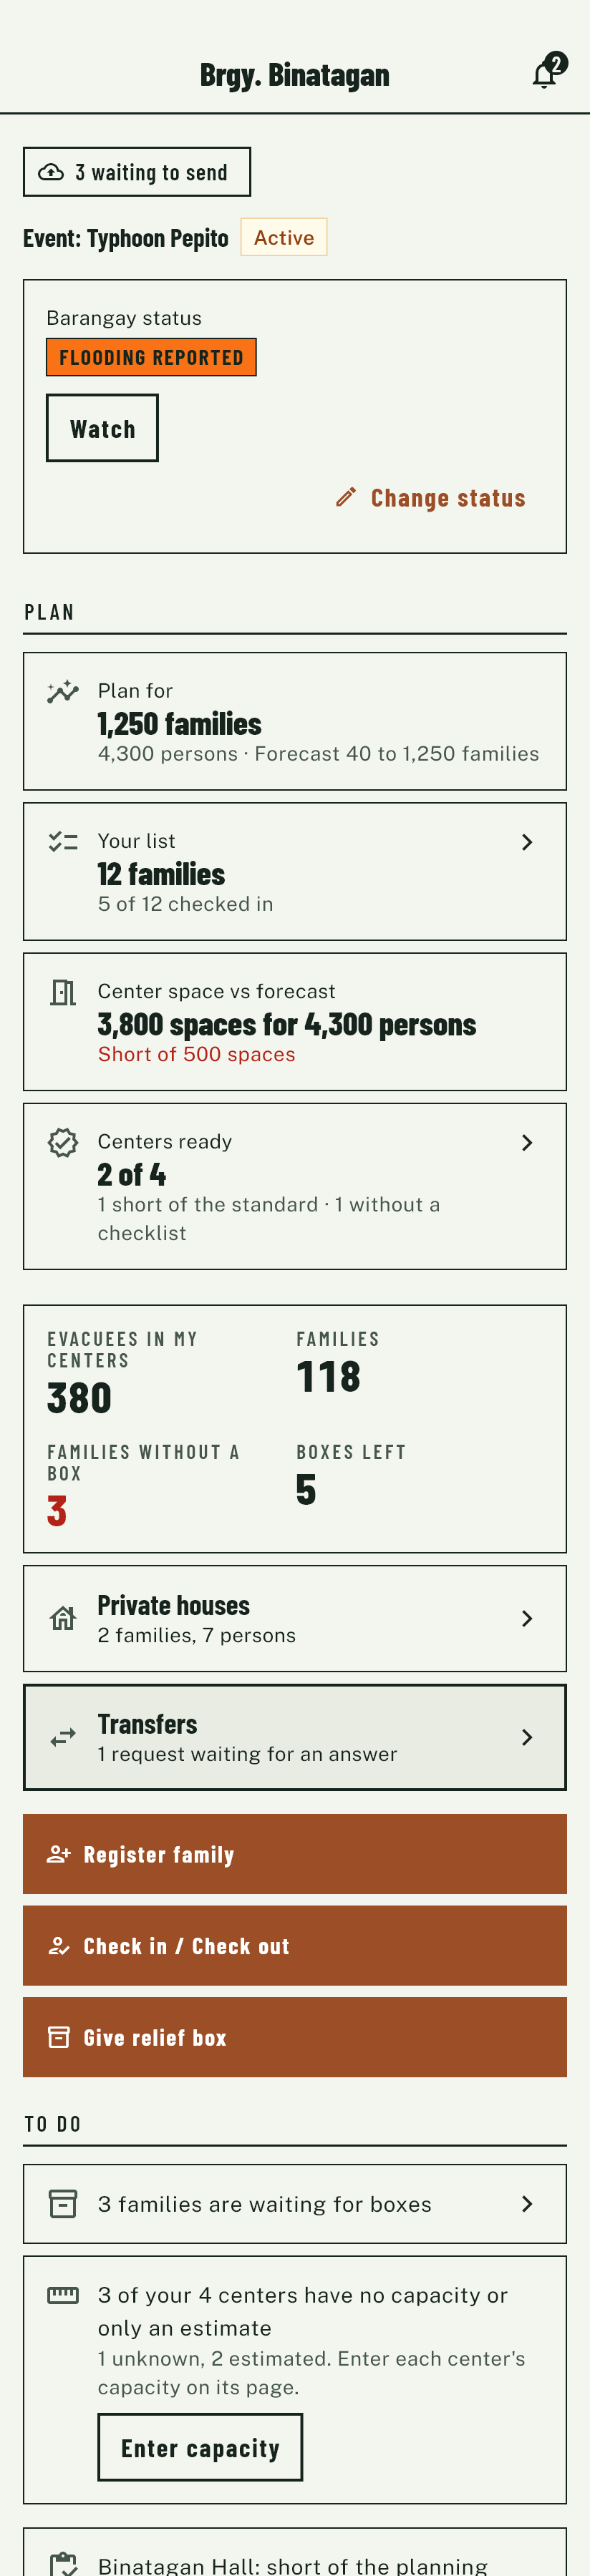 Brgy. Binatagan
2
3 waiting to send
Event: Typhoon Pepito
Active
Barangay status
FLOODING REPORTED
Watch
Change status
PLAN
Plan for
1,250 families
4,300 persons · Forecast 40 to 1,250 families
Your list
12 families
5 of 12 checked in
Center space vs forecast
3,800 spaces for 4,300 persons
Short of 500 spaces
Centers ready
2 of 4
1 short of the standard · 1 without a
checklist
EVACUEES IN MY
CENTERS
380
FAMILIES
118
FAMILIES WITHOUT A
BOX
3
BOXES LEFT
5
Private houses
2 families, 7 persons
Transfers
1 request waiting for an answer
Register family
Check in / Check out
Give relief box
TO DO
3 families are waiting for boxes
3 of your 4 centers have no capacity or
only an estimate
1 unknown, 2 estimated. Enter each center's
capacity on its page.
Enter capacity
Binatagan Hall: short of the planning